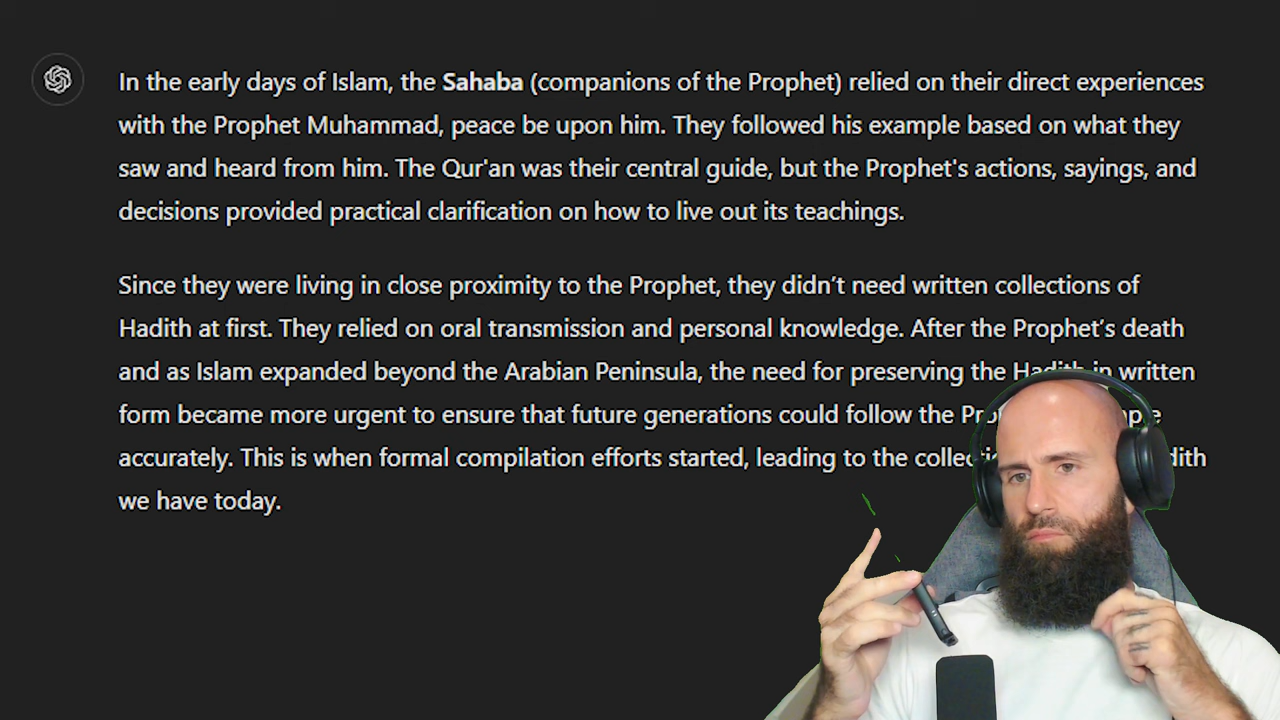 In the early days of Islam, the Sahaba (companions of the Prophet) relied on their direct experiences
with the Prophet Muhammad, peace be upon him. They followed his example based on what they
saw and heard from him. The Qur'an was their central guide, but the Prophet's actions, sayings, and
decisions provided practical clarification on how to live out its teachings.
Since they were living in close proximity to the Prophet, they didn’t need written collections of
Hadith at first. They relied on oral transmission and personal knowledge. After the Prophet’s death
and as Islam expanded beyond the Arabian Peninsula, the need for preserving the Hadith in written
form became more urgent to ensure that future generations could follow the
accurately. This is when formal compilation efforts started, leading to the
we have today.